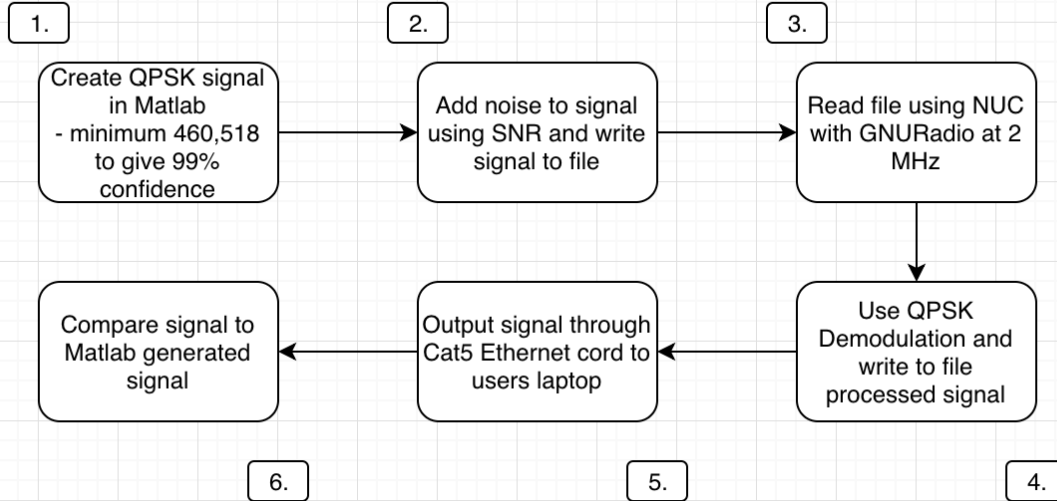 1.
Create QPSK signal
in Matlab
- minimum 460,518
to give 99%
confidence
2.
Add noise to signal
using SNR and write
signal to file
3.
Read file using NUC
with GNURadio at 2
MHz
Use QPSK
Demodulation and
write to file
processed signal
4.
Output signal through
Cat5 Ethernet cord to
users laptop
5.
Compare signal to
Matlab generated
signal
6.